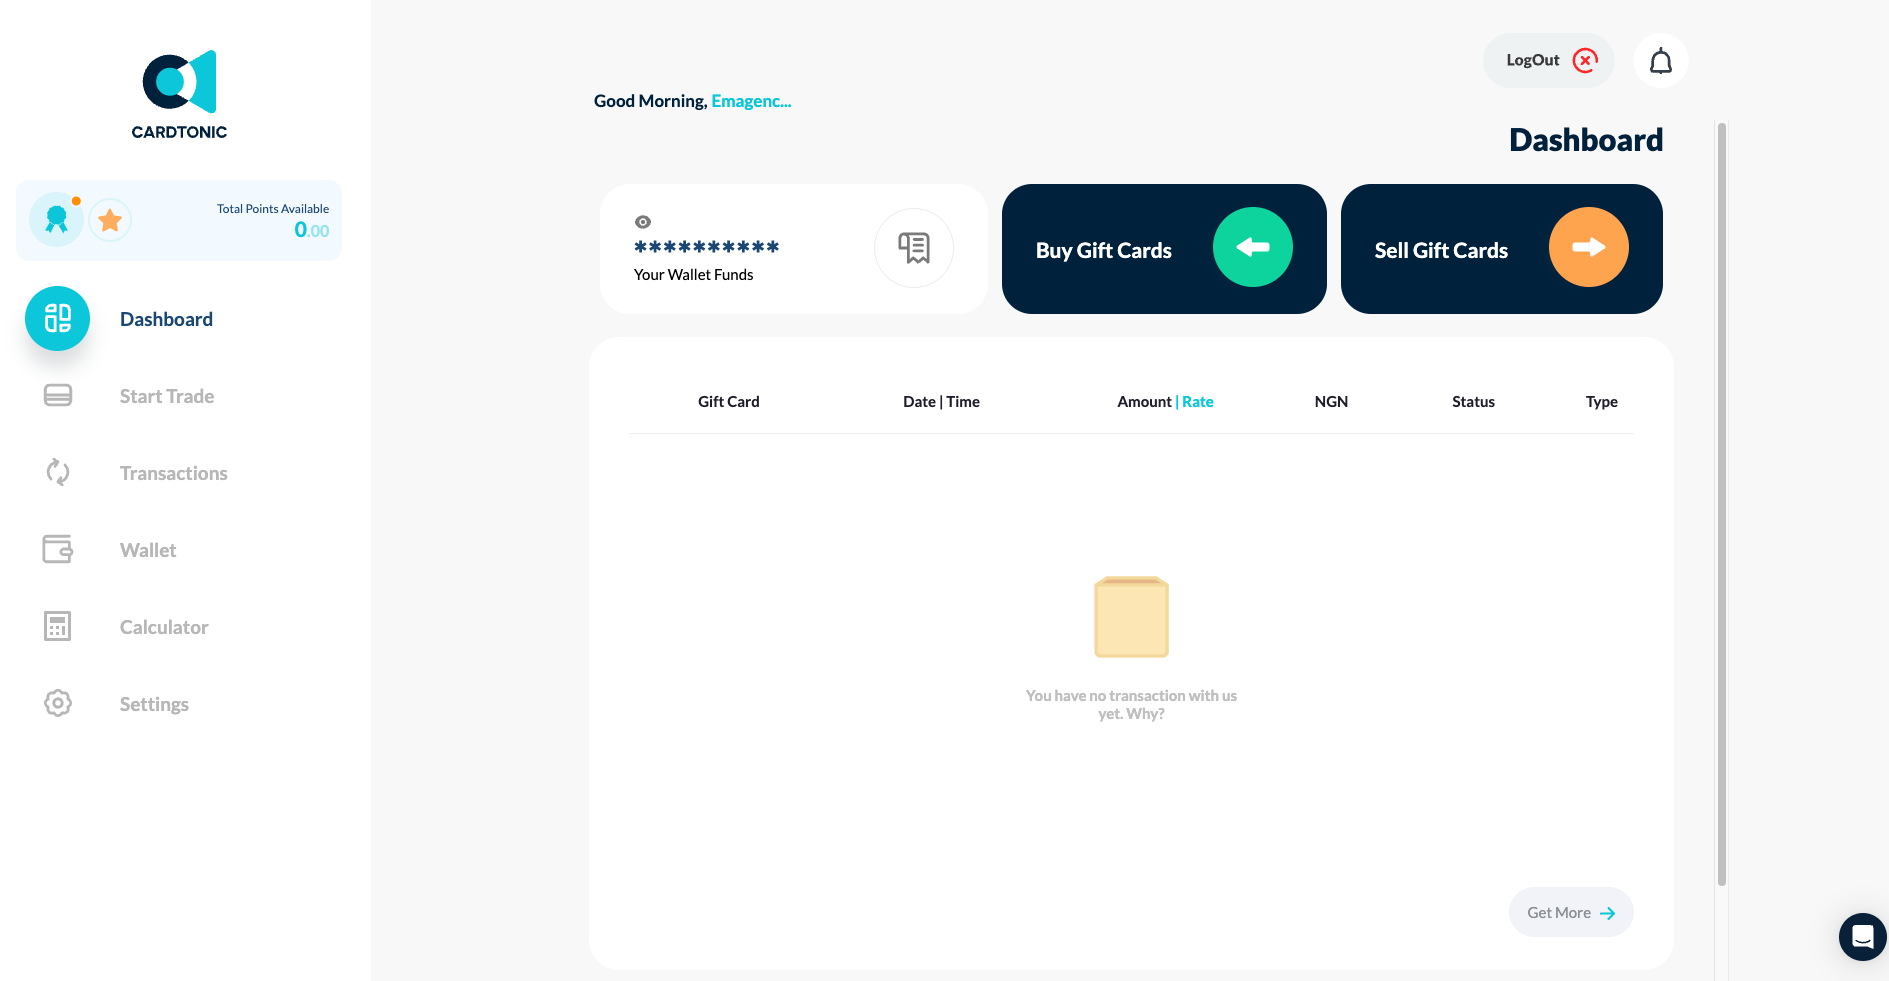 CARDTONIC
Total Points Available
0.00
Dashboard
Start Trade
Transactions
Wallet
Calculator
Settings
LogOut
Good Morning, Emagenc...
Dashboard
**********
Your Wallet Funds
Buy Gift Cards
Sell Gift Cards
Gift Card Date | Time Amount | Rate NGN Status Type
You have no transaction with us
yet. Why?
Get More